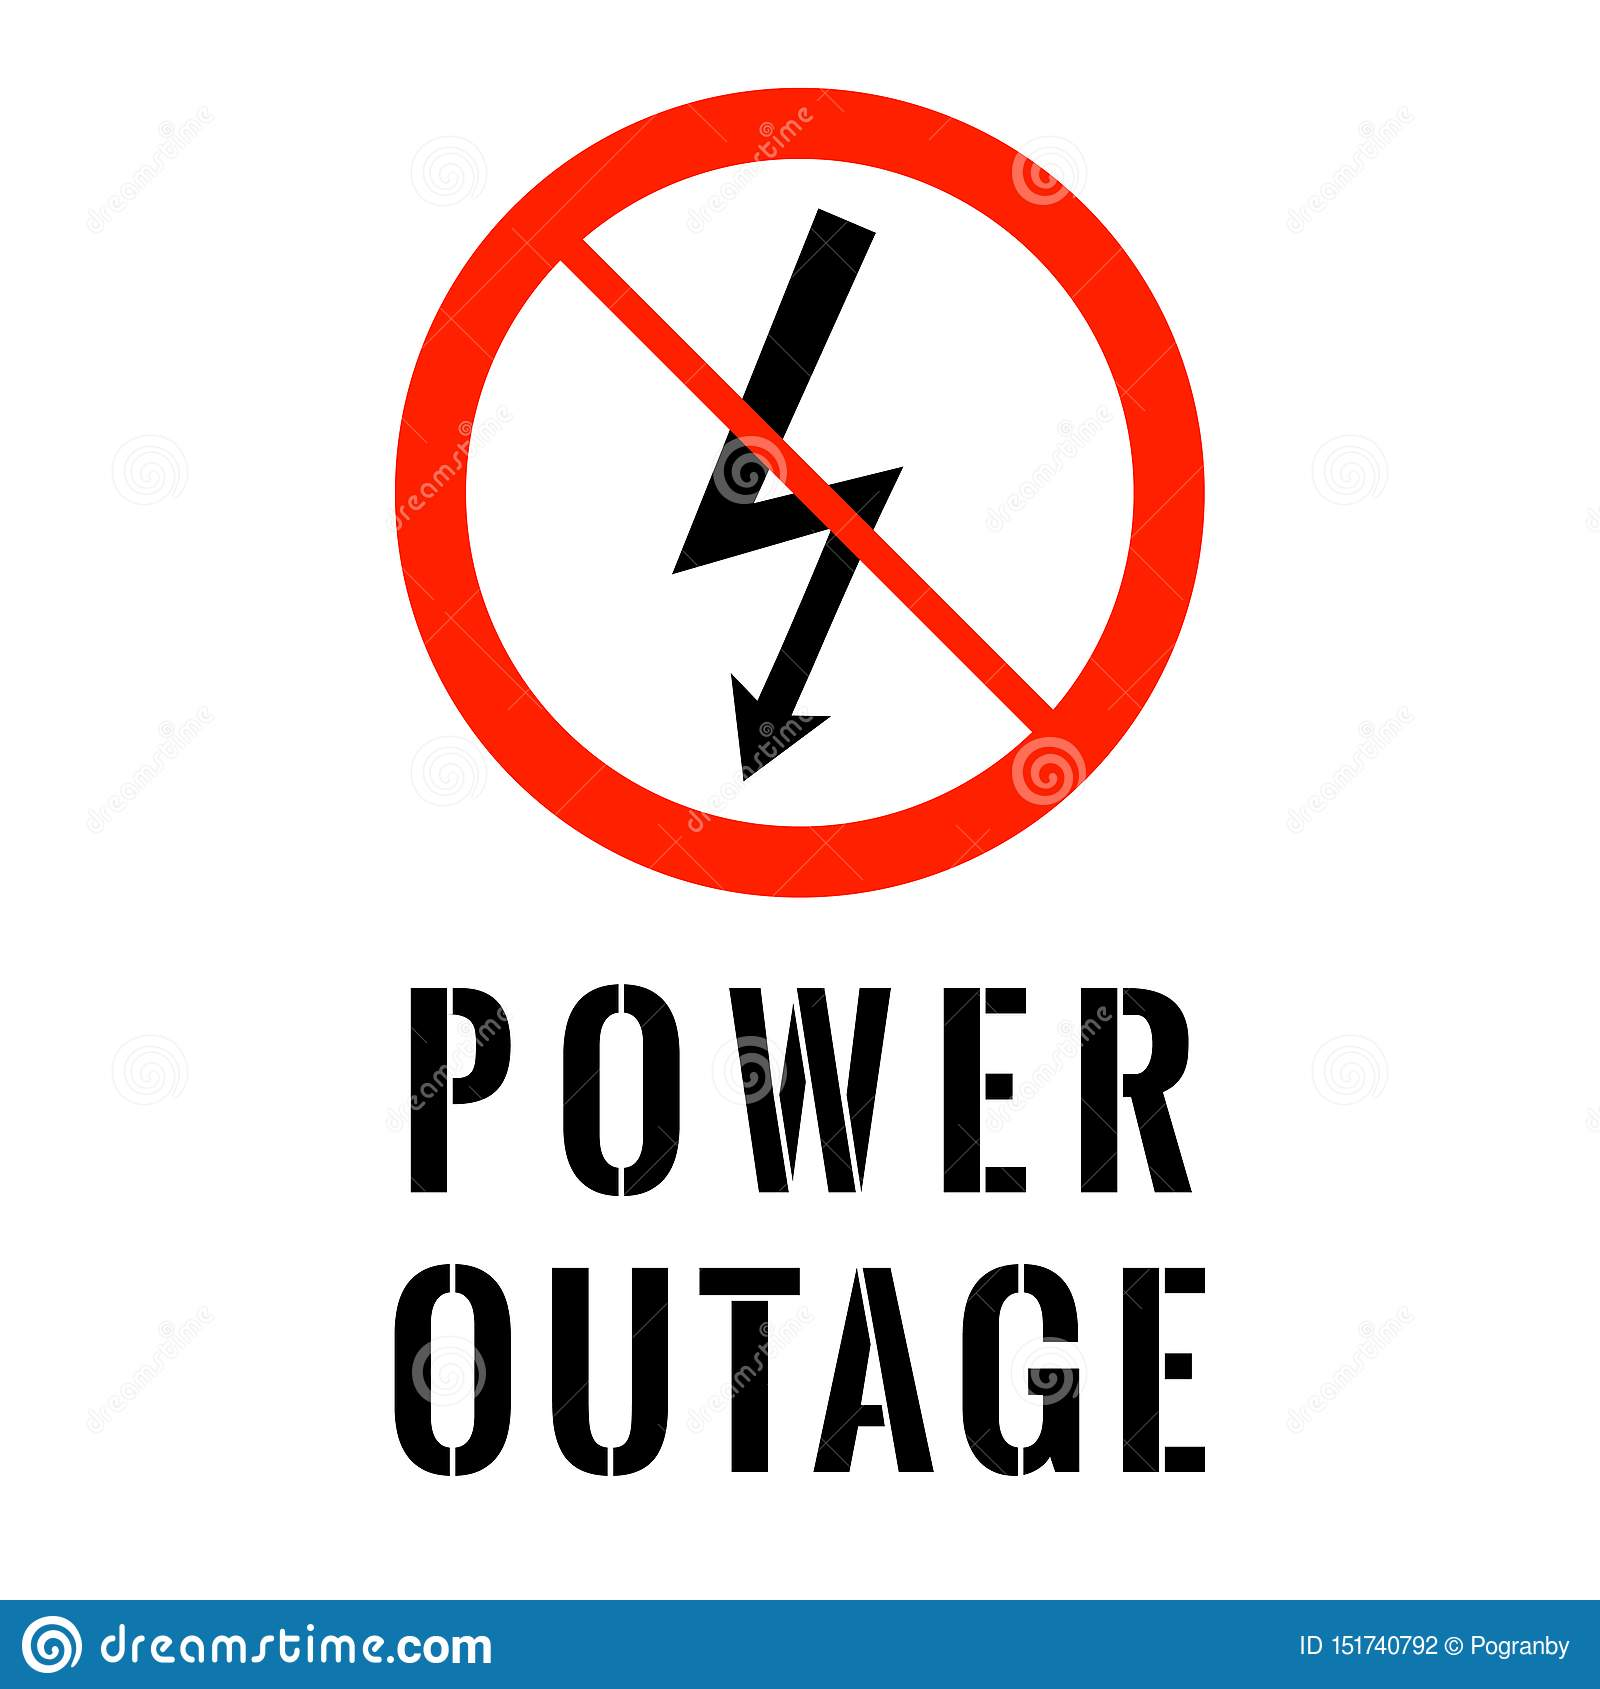 POWER
OUTAGE
dreamstime.com
ID 151740792 © Pogranby